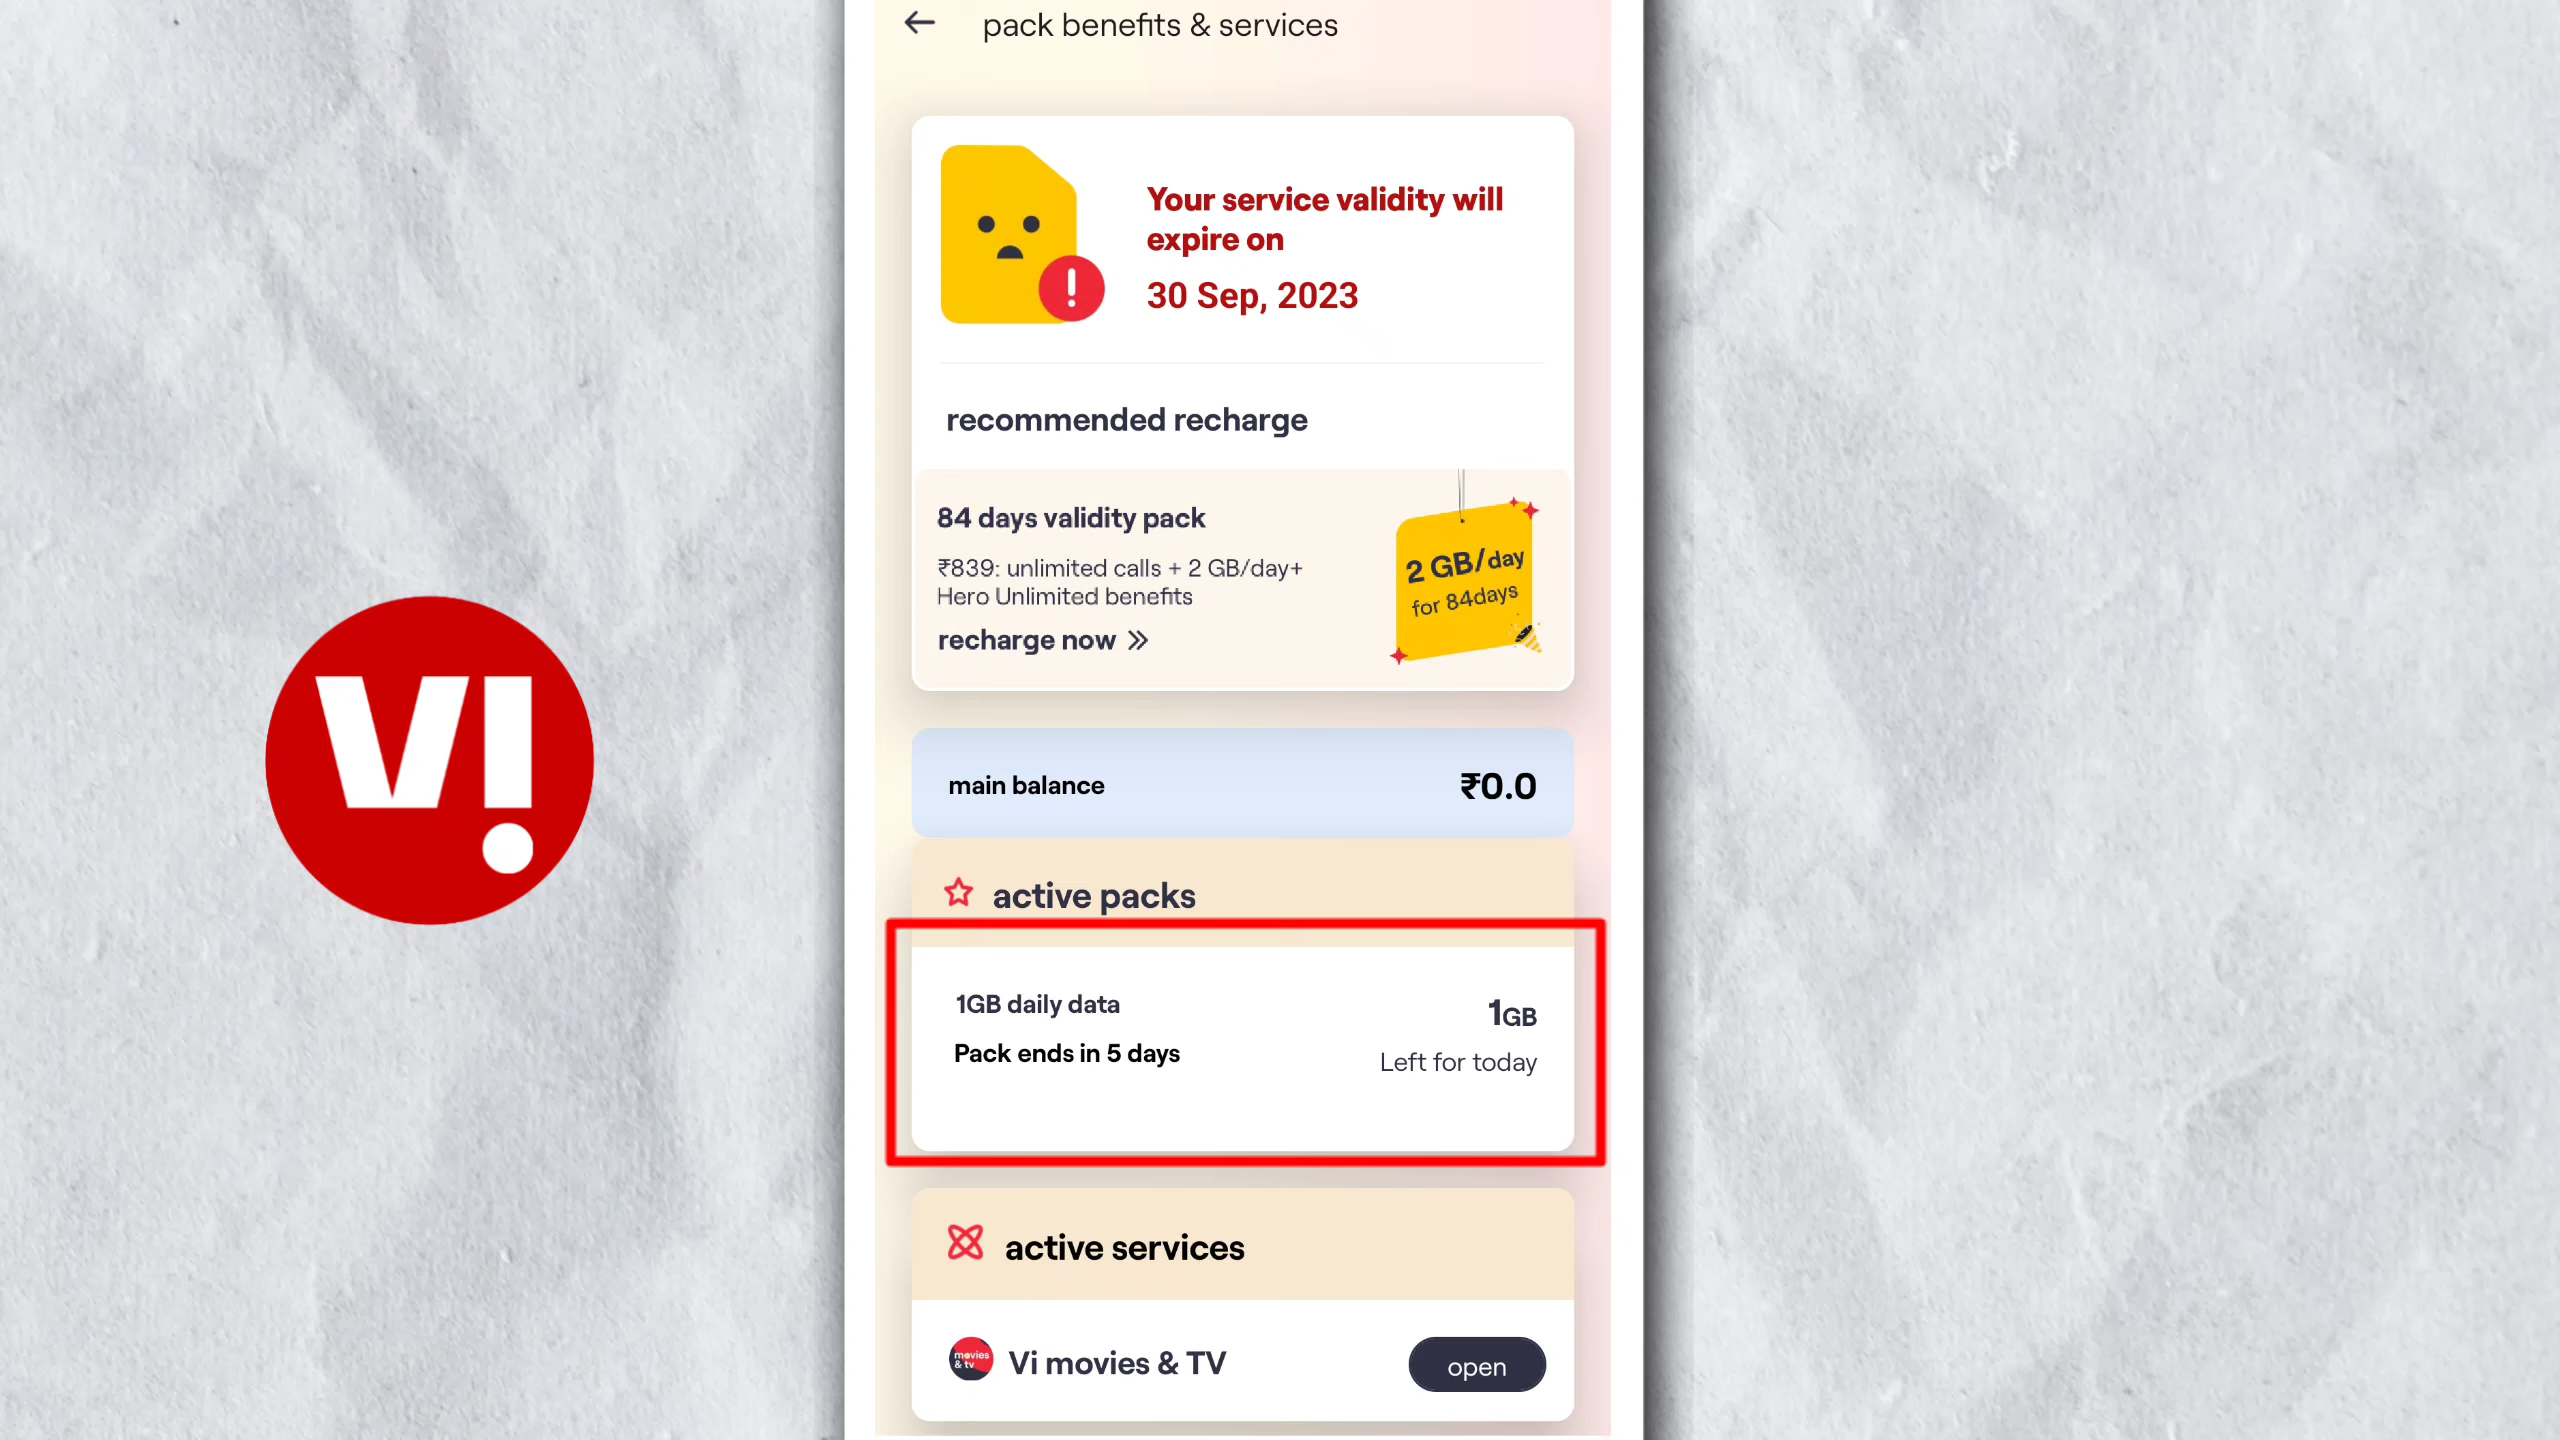 pack benefits & services
Your service validity will
expire on
30 Sep, 2023
recommended recharge
84 days validity pack
₹839: unlimited calls + 2 GB/day+
Hero Unlimited benefits
recharge now
2 GB/day
for 84days
VI
main balance
₹0.0
active packs
1GB daily data
1GB
Pack ends in 5 days
Left for today
active services
movies
& tv
Vi movies & TV
open